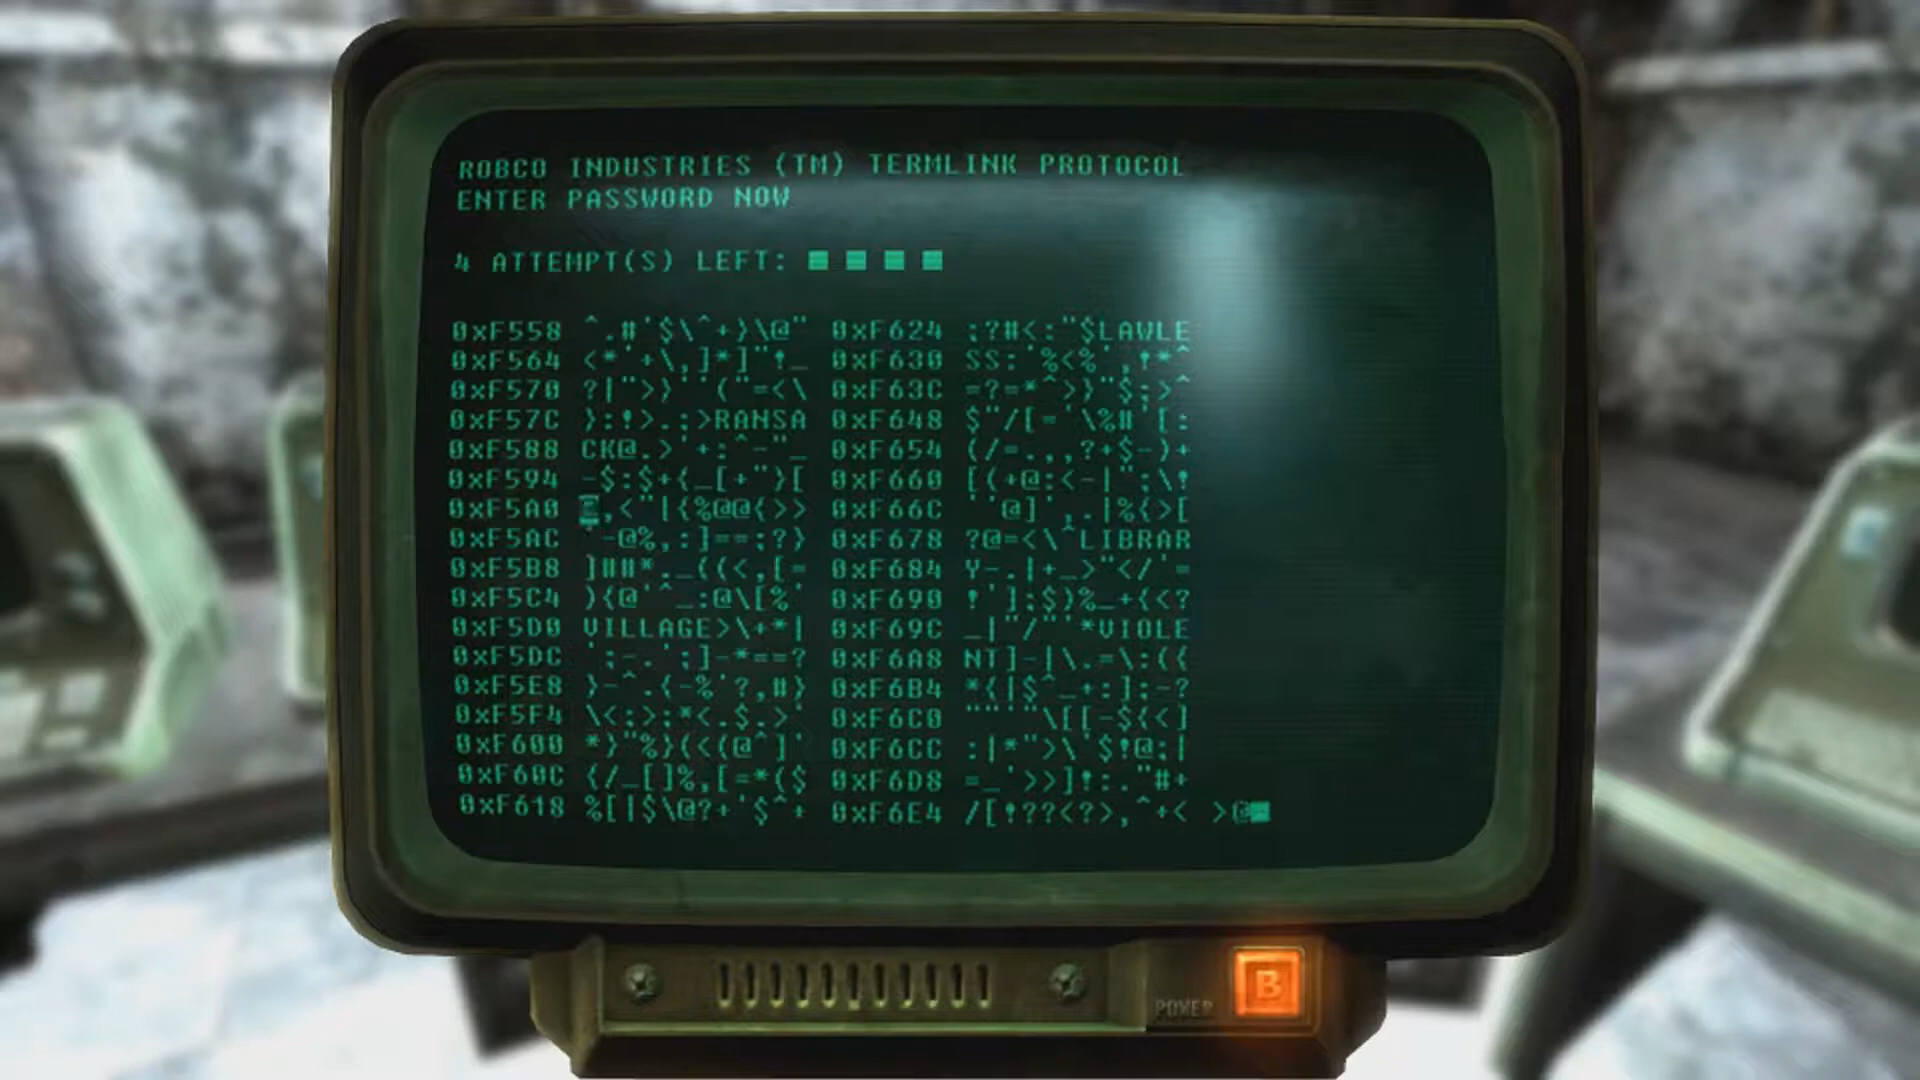 ROBCO INDUSTRIES (TM) TERMLINK PROTOCOL
ENTER PASSWORD NOW
4 ATTEMPT(S) LEFT: ■ ■ ■ ■
0xF558 ^.#'$\^+}\@" 0xF624 ;?#<:"$LAWLE
0xF564 <*'+\,]*]"!_ 0xF630 SS:'%<%',!*^
0xF570 ?|">}''("=<\ 0xF63C =?=*^>}"$;>^
0xF57C }:!>.;>RANSA 0xF648 $"/[='\%#'[:
0xF588 CK@.>'+:^-"_ 0xF654 (/=.,,?+$-)+
0xF594 -$:$+{_[+"}[ 0xF660 [(+@:<-|";\!
0xF5A0 ,<"|{%@@{>> 0xF66C ''@]',.|%{>[
0xF5AC '-@%,:]==;?} 0xF678 ?@=<\^LIBRAR
0xF5B8 ]##*._((<,[= 0xF684 Y-.|+_>"</'=
0xF5C4 ){@'^_:@\[%' 0xF690 !'];$)%_+{<?
0xF5D0 VILLAGE>\+*| 0xF69C _|"/"'*VIOLE
0xF5DC ';-.';]-*==? 0xF6A8 NT]-|\.=\:({
0xF5E8 }-^.{-%'?,#} 0xF6B4 *{|$^_+:];-?
0xF5F4 \<;>;*<.$.>' 0xF6C0 ""'"\[[-${<]
0xF600 *}"%}(<(@^]' 0xF6CC :|*">\'$!@;|
0xF60C {/_[]%,[=*($ 0xF6D8 =_'>>]!:."#+
0xF618 %[|$\@?+'$^+ 0xF6E4 /[!??<?>,^+< >@■
POWER
B